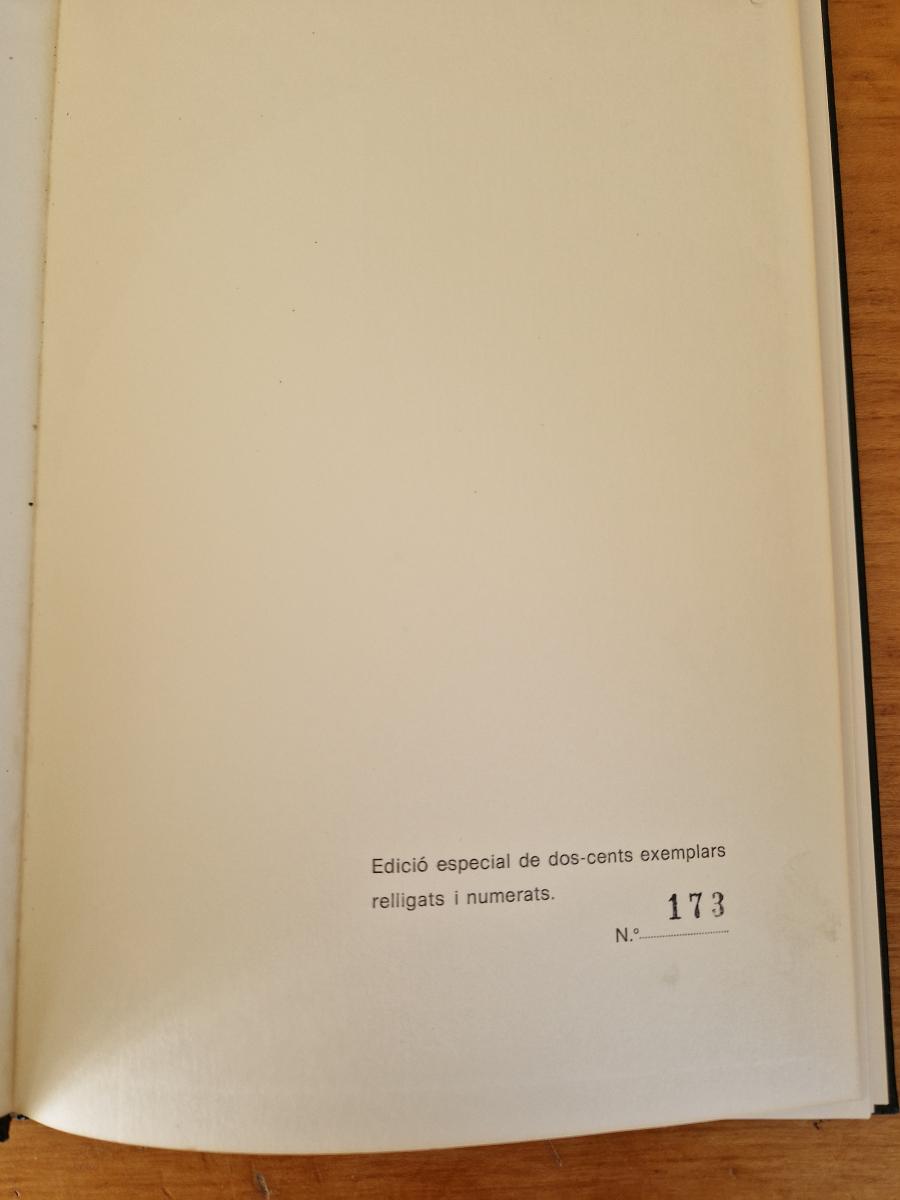 Edició especial de dos-cents exemplars
relligats i numerats.
173
N.º